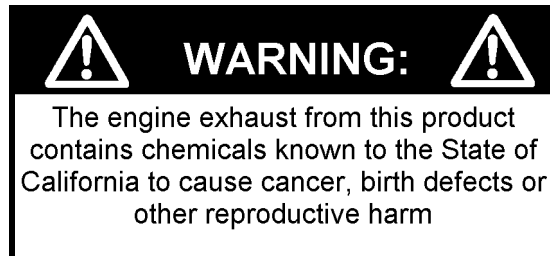 WARNING:
The engine exhaust from this product
contains chemicals known to the State of
California to cause cancer, birth defects or
other reproductive harm